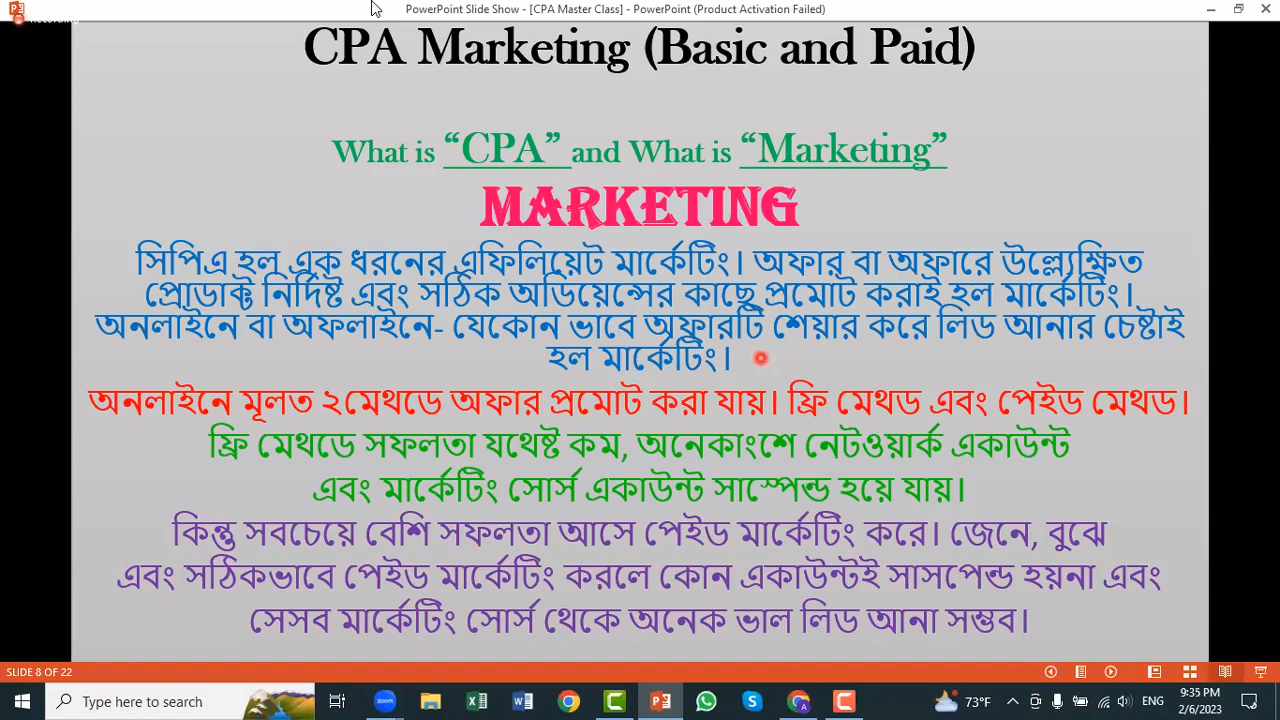 PowerPoint Slide Show - [CPA Master Class] - PowerPoint (Product Activation Failed)
CPA Marketing (Basic and Paid)
What is “CPA” and What is “Marketing”
MARKETING
সিপিএ হল এক ধরনের এফিলিয়েট মার্কেটিং। অফার বা অফারে উল্ল্যেক্ষিত
প্রোডাক্ট নির্দিষ্ট এবং সঠিক অডিয়েন্সের কাছে প্রমোট করাই হল মার্কেটিং।
অনলাইনে বা অফলাইনে- যেকোন ভাবে অফারটি শেয়ার করে লিড আনার চেষ্টাই
হল মার্কেটিং।
অনলাইনে মূলত ২মেথডে অফার প্রমোট করা যায়। ফ্রি মেথড এবং পেইড মেথড।
ফ্রি মেথডে সফলতা যথেষ্ট কম, অনেকাংশে নেটওয়ার্ক একাউন্ট
এবং মার্কেটিং সোর্স একাউন্ট সাস্পেন্ড হয়ে যায়।
কিন্তু সবচেয়ে বেশি সফলতা আসে পেইড মার্কেটিং করে। জেনে, বুঝে
এবং সঠিকভাবে পেইড মার্কেটিং করলে কোন একাউন্টই সাসপেন্ড হয়না এবং
সেসব মার্কেটিং সোর্স থেকে অনেক ভাল লিড আনা সম্ভব।
SLIDE 8 OF 22
Type here to search
zoom
73°F
ENG
9:35 PM
2/6/2023